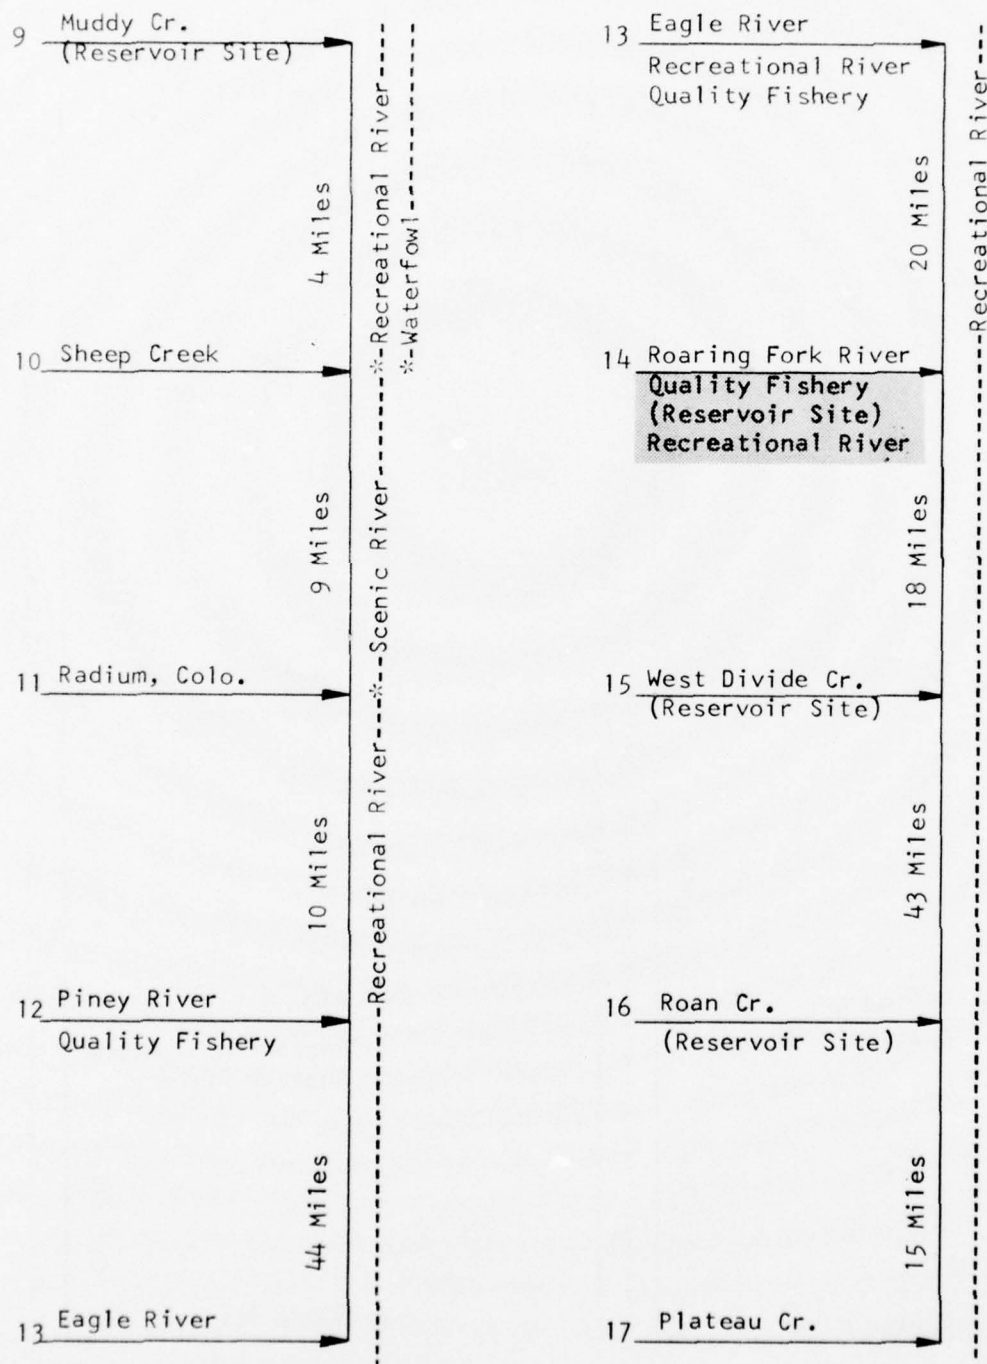 9 Muddy Cr.
(Reservoir Site)
4 Miles
10 Sheep Creek
9 Miles
11 Radium, Colo.
10 Miles
12 Piney River
Quality Fishery
44 Miles
13 Eagle River
*-Recreational River
*-Waterfowl
*--Scenic River
Recreational River
13 Eagle River
Recreational River
Quality Fishery
20 Miles
14 Roaring Fork River
Quality Fishery
(Reservoir Site)
Recreational River
18 Miles
15 West Divide Cr.
(Reservoir Site)
43 Miles
16 Roan Cr.
(Reservoir Site)
15 Miles
17 Plateau Cr.
Recreational River